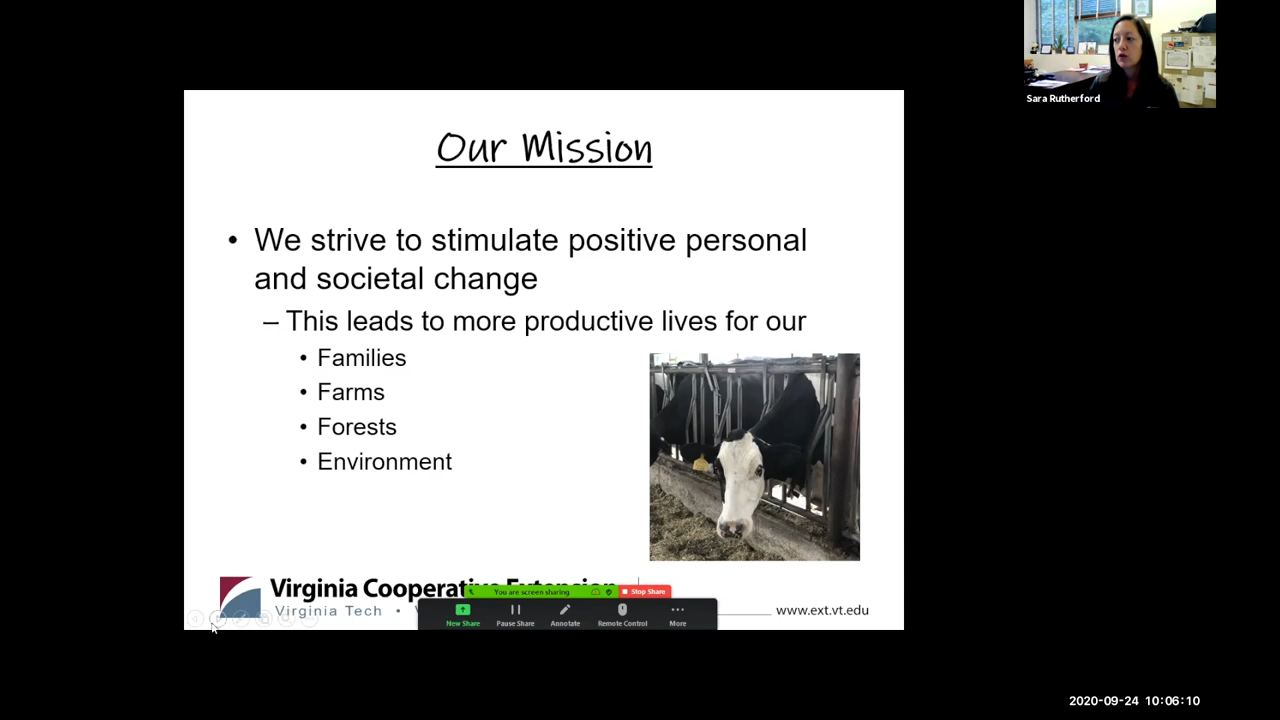 Sara Rutherford
Our Mission
• We strive to stimulate positive personal
and societal change
– This leads to more productive lives for our
• Families
• Farms
• Forests
• Environment
Virginia Cooperative Extension
Virginia Tech •
www.ext.vt.edu
You are screen sharing
Stop Share
New Share
Pause Share
Annotate
Remote Control
More
2020-09-24 10:06:10